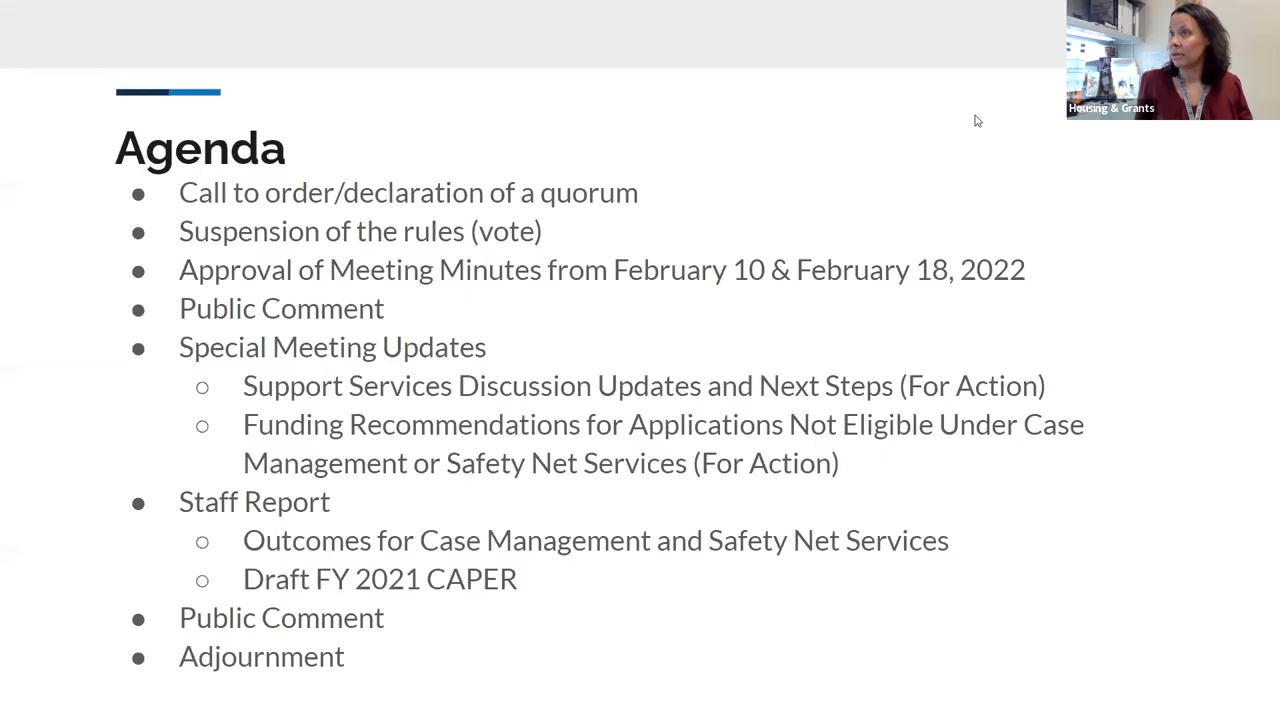 Housing & Grants
Agenda
● Call to order/declaration of a quorum
● Suspension of the rules (vote)
● Approval of Meeting Minutes from February 10 & February 18, 2022
● Public Comment
● Special Meeting Updates
○ Support Services Discussion Updates and Next Steps (For Action)
○ Funding Recommendations for Applications Not Eligible Under Case
Management or Safety Net Services (For Action)
● Staff Report
○ Outcomes for Case Management and Safety Net Services
○ Draft FY 2021 CAPER
● Public Comment
● Adjournment